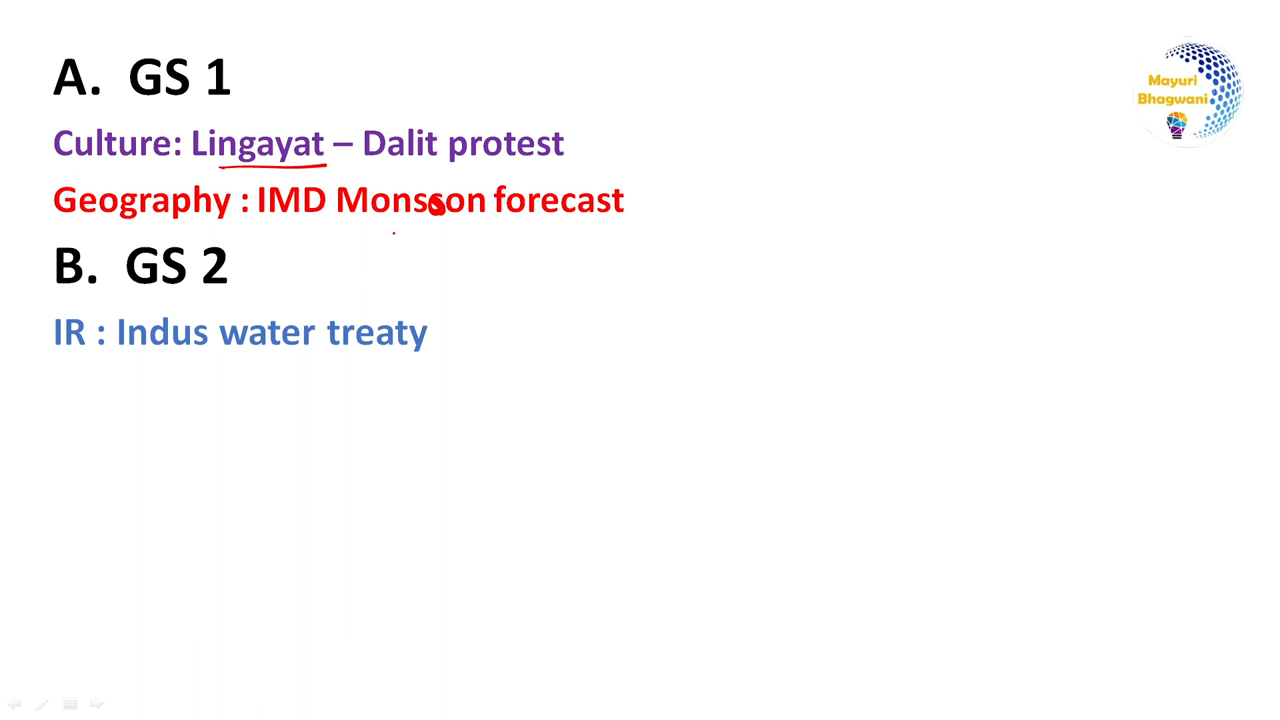 A. GS 1
Culture: Lingayat – Dalit protest
Geography : IMD Monsoon forecast
B. GS 2
IR : Indus water treaty
Mayuri
Bhagwani